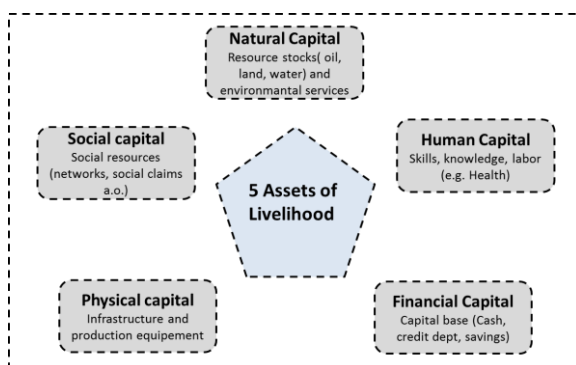 Natural Capital
Resource stocks( oil,
land, water) and
environmantal services
Social capital
Social resources
(networks, social claims
a.o.)
Human Capital
Skills, knowledge, labor
(e.g. Health)
5 Assets of
Livelihood
Physical capital
Infrastructure and
production equipement
Financial Capital
Capital base (Cash,
credit dept, savings)